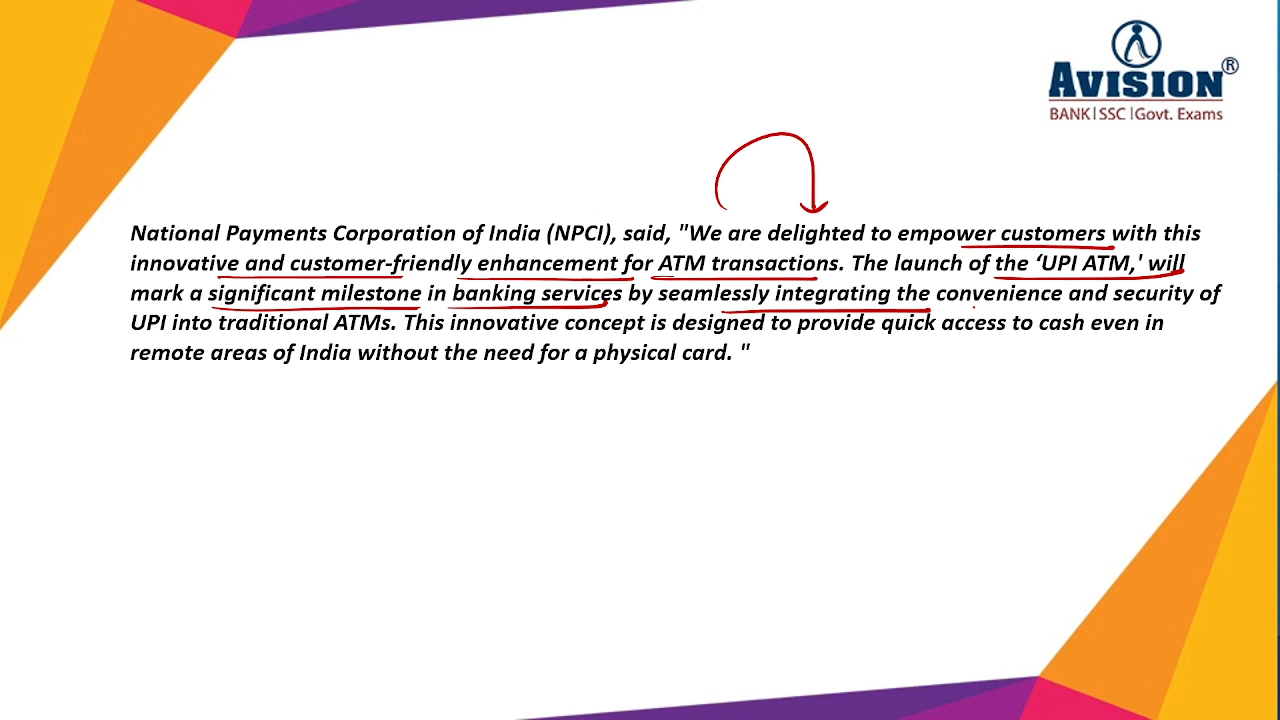 AVISION®
BANK|SSC|Govt. Exams
National Payments Corporation of India (NPCI), said, "We are delighted to empower customers with this
innovative and customer-friendly enhancement for ATM transactions. The launch of the ‘UPI ATM,' will
mark a significant milestone in banking services by seamlessly integrating the convenience and security of
UPI into traditional ATMs. This innovative concept is designed to provide quick access to cash even in
remote areas of India without the need for a physical card. "